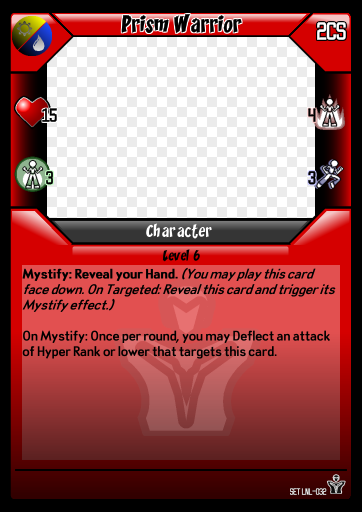 Prism Warrior
2CS
15
4
3
3
Character
Level 6
Mystify: Reveal your Hand. (You may play this card
face down. On Targeted: Reveal this card and trigger its
Mystify effect.)
On Mystify: Once per round, you may Deflect an attack
of Hyper Rank or lower that targets this card.
SET LNL-032